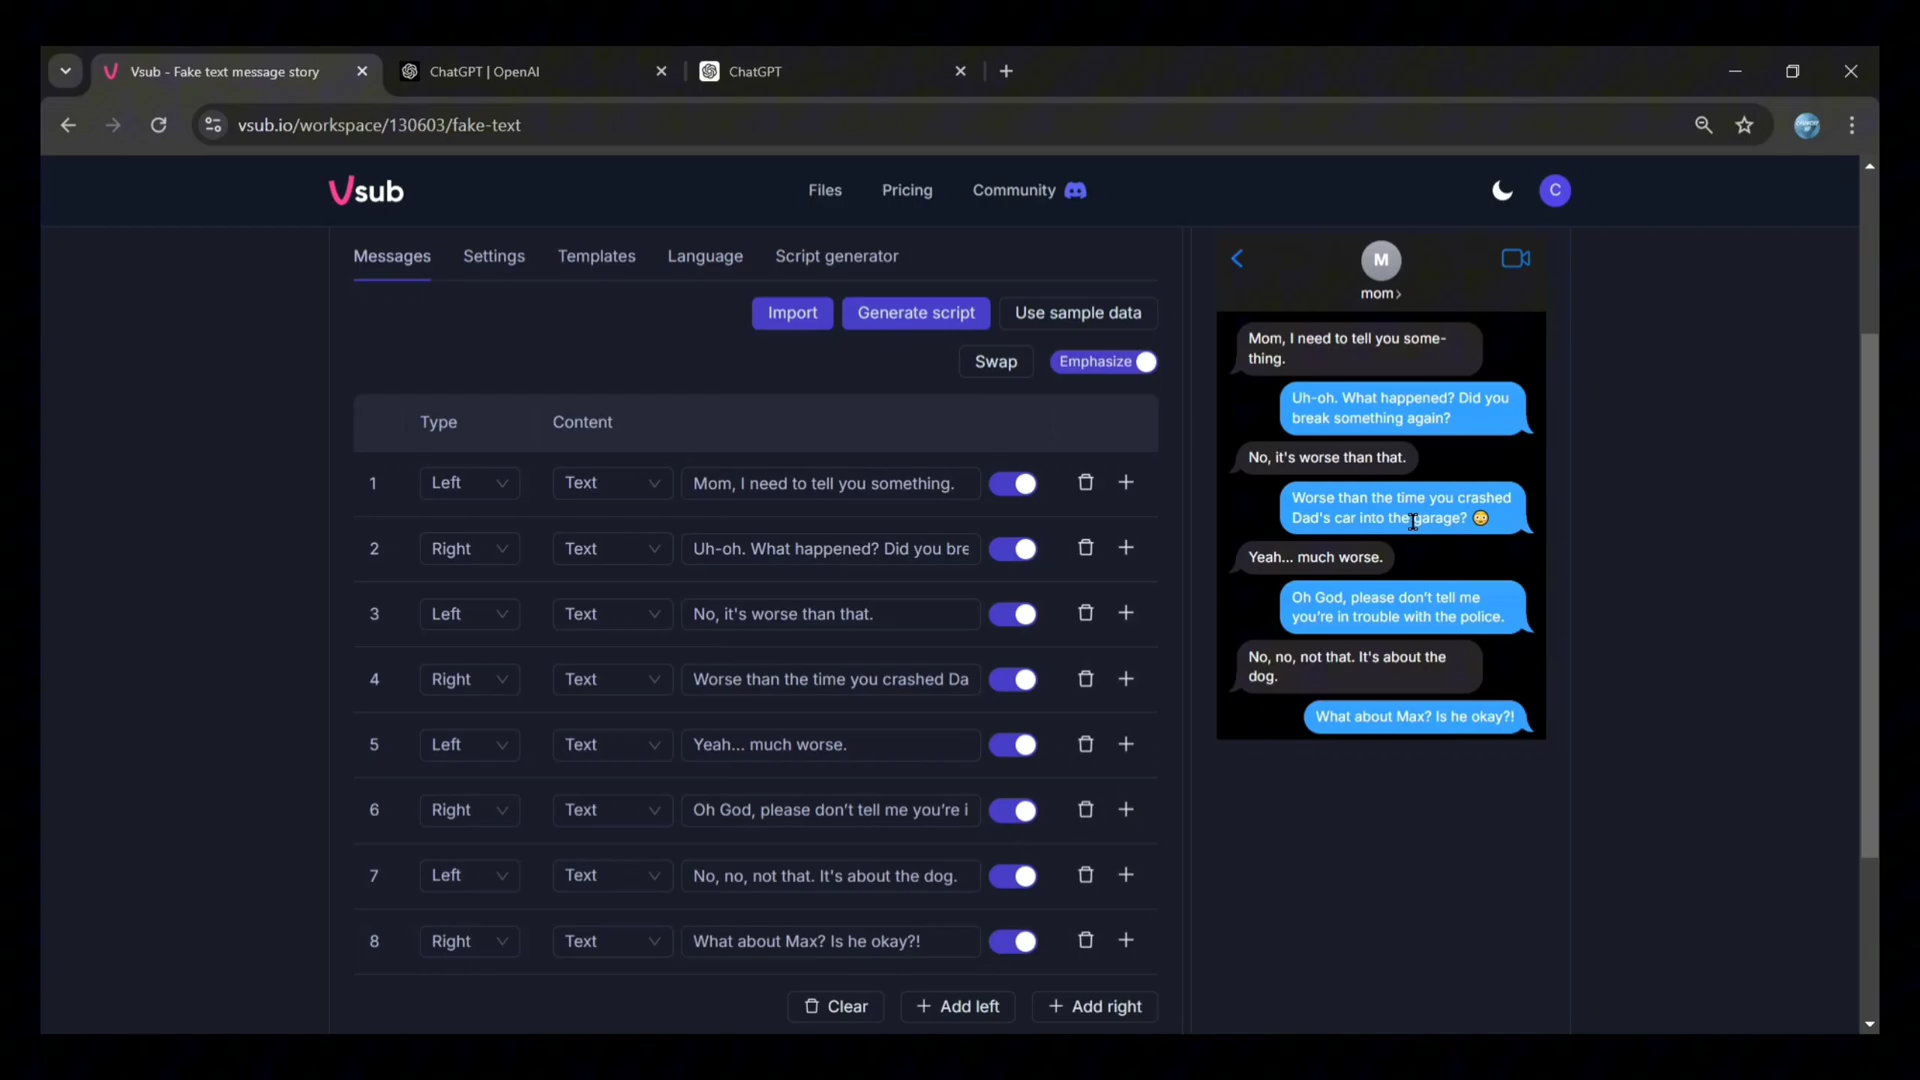 Vsub - Fake text message story
ChatGPT | OpenAI
ChatGPT
vsub.io/workspace/130603/fake-text
Vsub
Files
Pricing
Community
C
Messages
Settings
Templates
Language
Script generator
Import
Generate script
Use sample data
Swap
Emphasize
Type
Content
1
Left
Text
Mom, I need to tell you something.
2
Right
Text
Uh-oh. What happened? Did you bre
3
Left
Text
No, it's worse than that.
4
Right
Text
Worse than the time you crashed Da
5
Left
Text
Yeah... much worse.
6
Right
Text
Oh God, please don’t tell me you’re i
7
Left
Text
No, no, not that. It's about the dog.
8
Right
Text
What about Max? Is he okay?!
Clear
Add left
Add right
M
mom
Mom, I need to tell you some-
thing.
Uh-oh. What happened? Did you
break something again?
No, it's worse than that.
Worse than the time you crashed
Dad's car into the garage? 😳
Yeah... much worse.
Oh God, please don’t tell me
you’re in trouble with the police.
No, no, not that. It's about the
dog.
What about Max? Is he okay?!